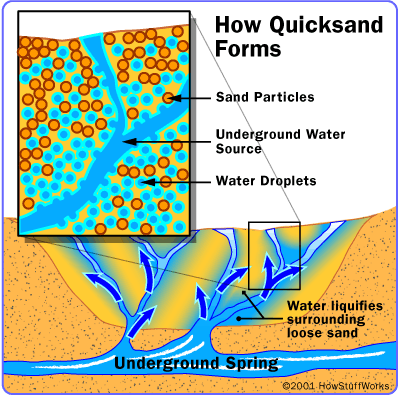 How Quicksand
Forms
Sand Particles
Underground Water
Source
Water Droplets
Water liquifies
surrounding
loose sand
Underground Spring
©2001 HowStuffWorks